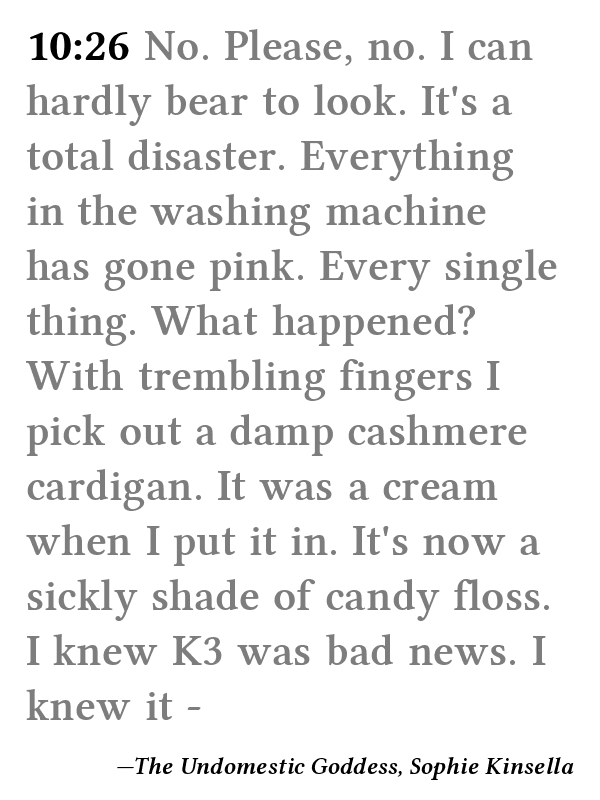 10:26 No. Please, no. I can
hardly bear to look. It's a
total disaster. Everything
in the washing machine
has gone pink. Every single
thing. What happened?
With trembling fingers I
pick out a damp cashmere
cardigan. It was a cream
when I put it in. It's now a
sickly shade of candy floss.
I knew K3 was bad news. I
knew it -
—The Undomestic Goddess, Sophie Kinsella